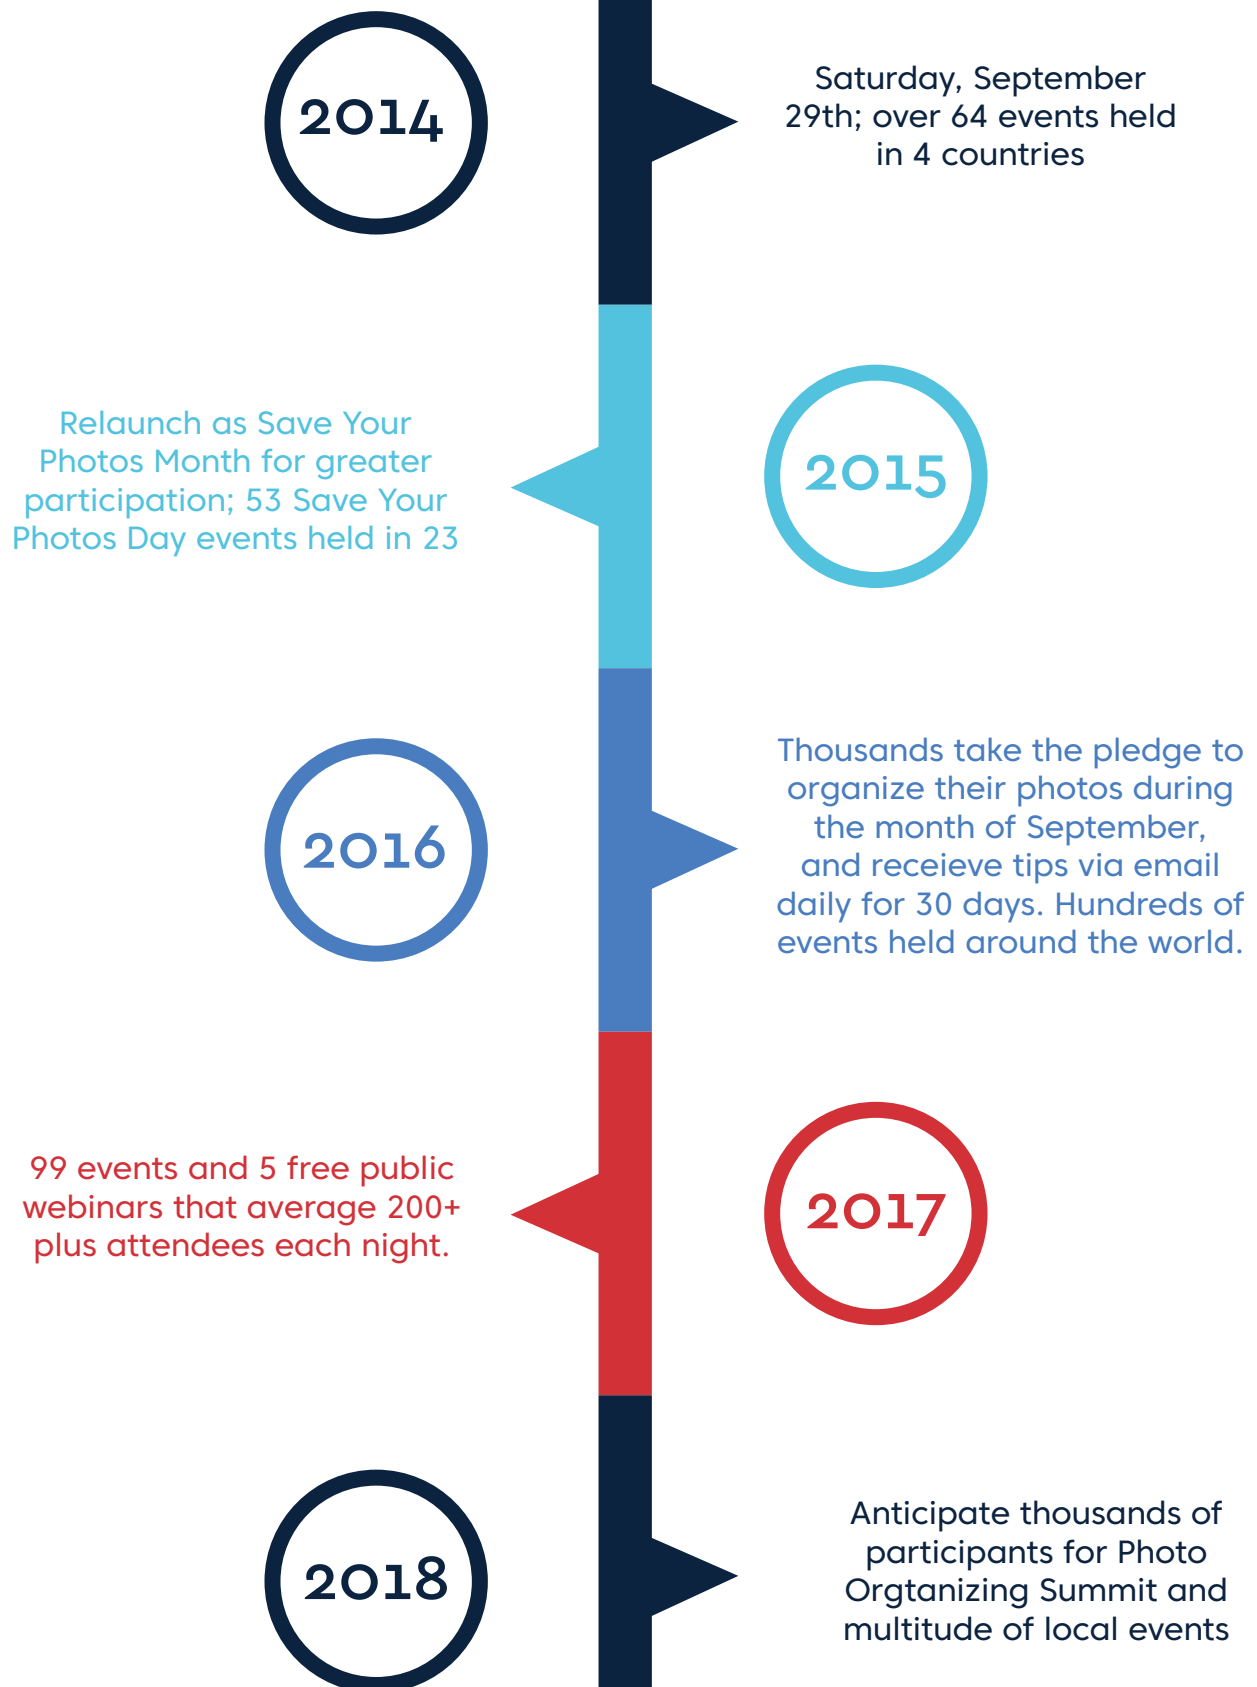 2014
Saturday, September
29th; over 64 events held
in 4 countries
Relaunch as Save Your
Photos Month for greater
participation; 53 Save Your
Photos Day events held in 23
2015
2016
Thousands take the pledge to
organize their photos during
the month of September,
and receieve tips via email
daily for 30 days. Hundreds of
events held around the world.
99 events and 5 free public
webinars that average 200+
plus attendees each night.
2017
2018
Anticipate thousands of
participants for Photo
Orgtanizing Summit and
multitude of local events